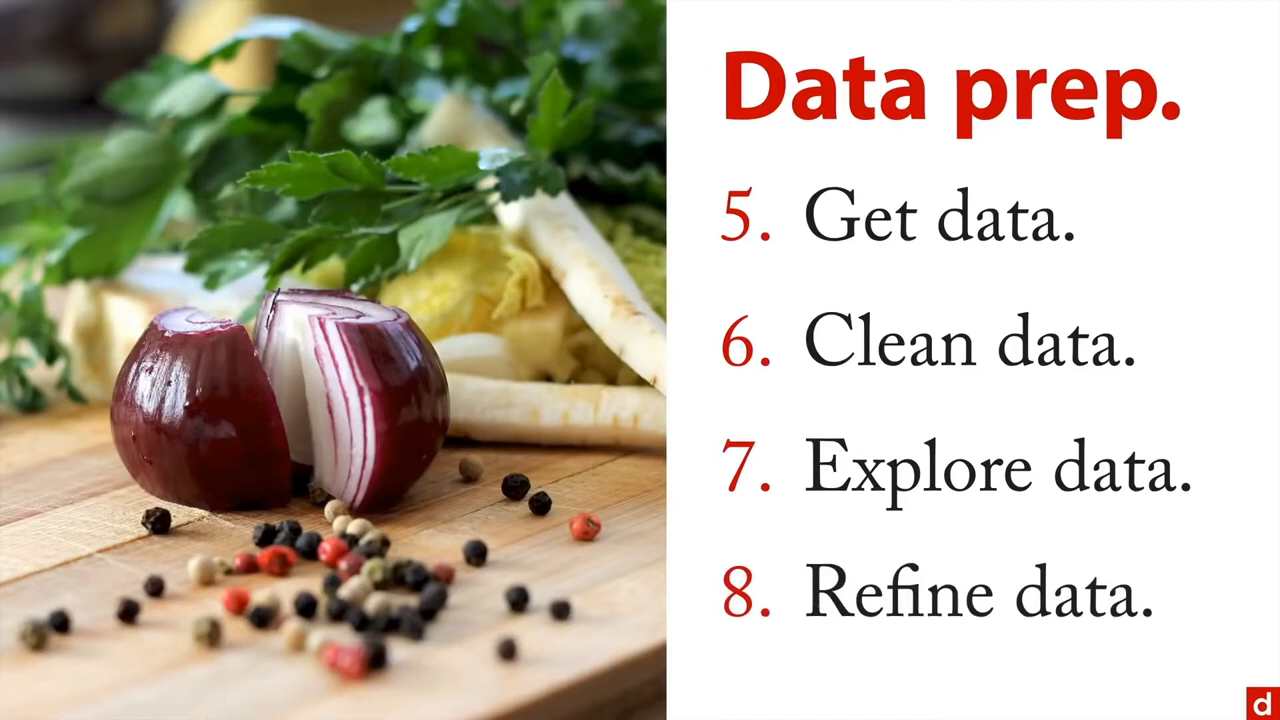 Data prep.
5. Get data.
6. Clean data.
7. Explore data.
8. Refine data.
d